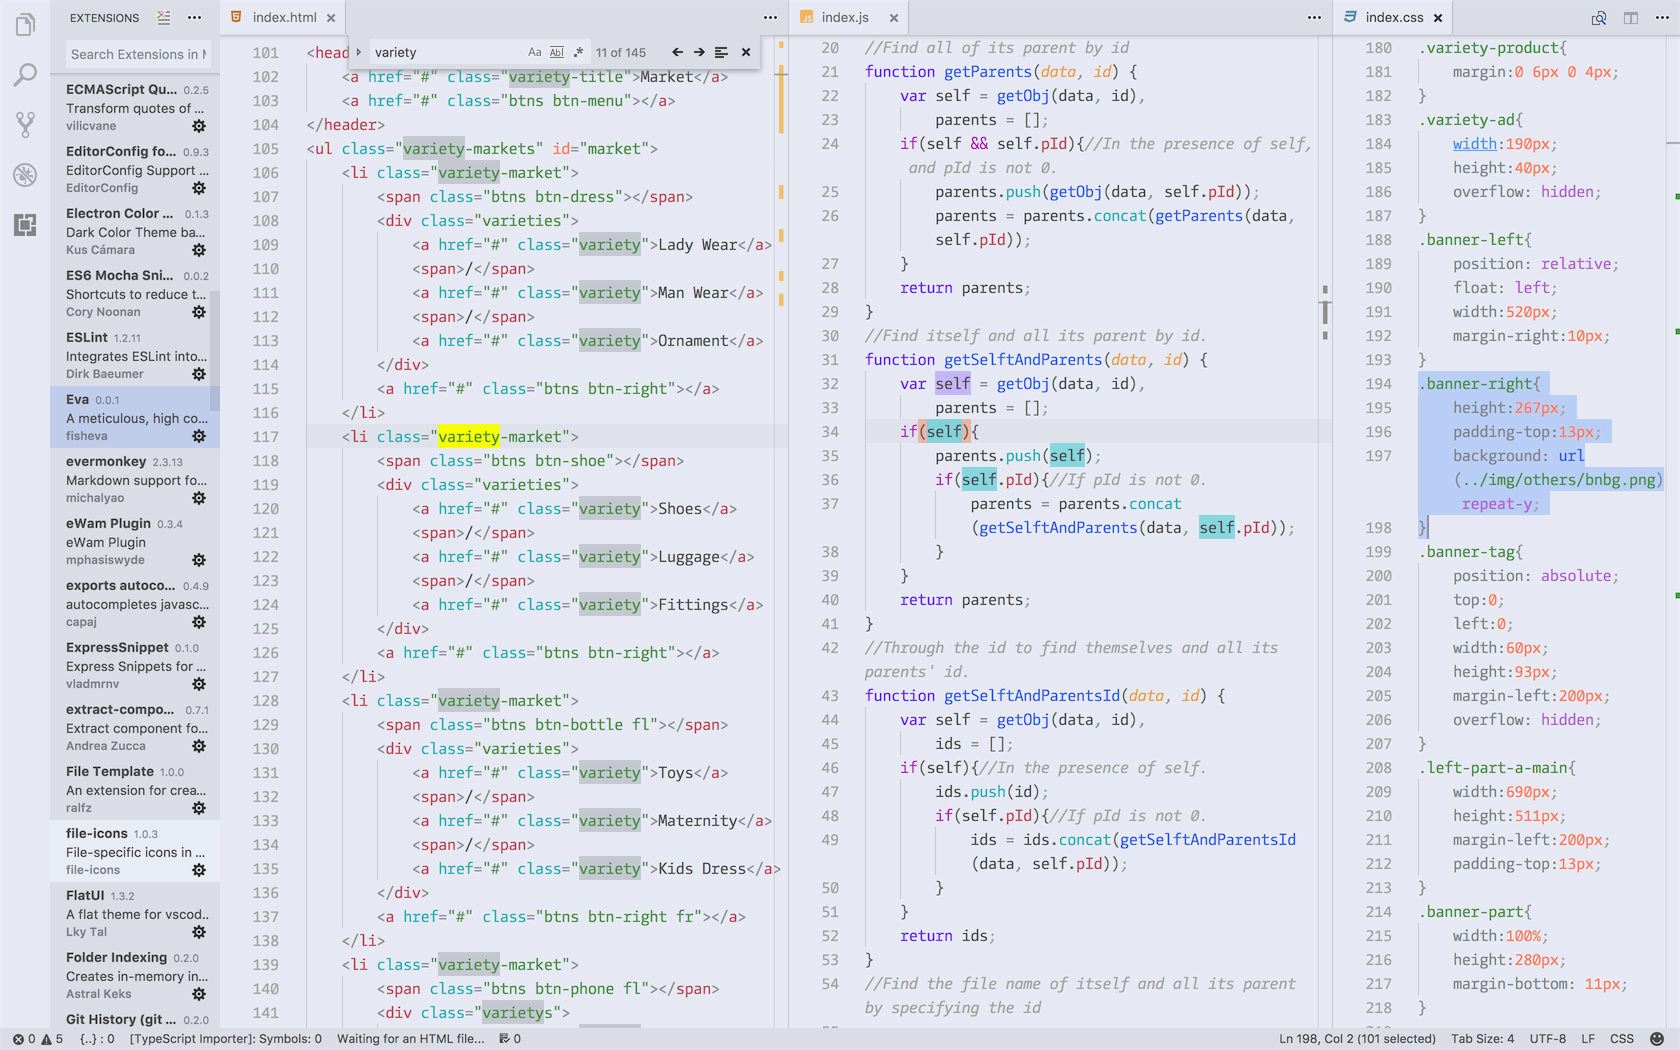 EXTENSIONS
Search Extensions in M
ECMAScript Qu... 0.2.5
Transform quotes of ...
vilicvane
EditorConfig fo... 0.9.3
EditorConfig Support ...
EditorConfig
Electron Color ... 0.1.3
Dark Color Theme ba...
Kus Cámara
ES6 Mocha Sni... 0.0.2
Shortcuts to reduce t...
Cory Noonan
ESLint 1.2.11
Integrates ESLint into...
Dirk Baeumer
Eva 0.0.1
A meticulous, high co...
fisheva
evermonkey 2.3.13
Markdown support fo...
michalyao
eWam Plugin 0.3.4
eWam Plugin
mphasiswyde
exports autoco... 0.4.9
autocompletes javasc...
capaj
ExpressSnippet 0.1.0
Express Snippets for ...
vladmrnv
extract-compo... 0.7.1
Extract component fo...
Andrea Zucca
File Template 1.0.0
An extension for crea...
ralfz
file-icons 1.0.3
File-specific icons in ...
file-icons
FlatUI 1.3.2
A flat theme for vscod..
Lky Tal
Folder Indexing 0.2.0
Creates in-memory in...
Astral Keks
Git History (git ... 0.2.0
index.html
variety Aa Abl .* 11 of 145
101 <head
102 <a href="#" class="variety-title">Market</a>
103 <a href="#" class="btns btn-menu"></a>
104 </header>
105 <ul class="variety-markets" id="market">
106 <li class="variety-market">
107 <span class="btns btn-dress"></span>
108 <div class="varieties">
109 <a href="#" class="variety">Lady Wear</a>
110 <span>/</span>
111 <a href="#" class="variety">Man Wear</a>
112 <span>/</span>
113 <a href="#" class="variety">Ornament</a>
114 </div>
115 <a href="#" class="btns btn-right"></a>
116 </li>
117 <li class="variety-market">
118 <span class="btns btn-shoe"></span>
119 <div class="varieties">
120 <a href="#" class="variety">Shoes</a>
121 <span>/</span>
122 <a href="#" class="variety">Luggage</a>
123 <span>/</span>
124 <a href="#" class="variety">Fittings</a>
125 </div>
126 <a href="#" class="btns btn-right"></a>
127 </li>
128 <li class="variety-market">
129 <span class="btns btn-bottle fl"></span>
130 <div class="varieties">
131 <a href="#" class="variety">Toys</a>
132 <span>/</span>
133 <a href="#" class="variety">Maternity</a>
134 <span>/</span>
135 <a href="#" class="variety">Kids Dress</a>
136 </div>
137 <a href="#" class="btns btn-right fr"></a>
138 </li>
139 <li class="variety-market">
140 <span class="btns btn-phone fl"></span>
141 <div class="varietys">
JS index.js
20 //Find all of its parent by id
21 function getParents(data, id) {
22 var self = getObj(data, id),
23 parents = [];
24 if(self && self.pId){//In the presence of self,
and pId is not 0.
25 parents.push(getObj(data, self.pId));
26 parents = parents.concat(getParents(data,
self.pId));
27 }
28 return parents;
29 }
30 //Find itself and all its parent by id.
31 function getSelftAndParents(data, id) {
32 var self = getObj(data, id),
33 parents = [];
34 if(self){
35 parents.push(self);
36 if(self.pId){//If pId is not 0.
37 parents = parents.concat
(getSelftAndParents(data, self.pId));
38 }
39 }
40 return parents;
41 }
42 //Through the id to find themselves and all its
parents' id.
43 function getSelftAndParentsId(data, id) {
44 var self = getObj(data, id),
45 ids = [];
46 if(self){//In the presence of self.
47 ids.push(id);
48 if(self.pId){//If pId is not 0.
49 ids = ids.concat(getSelftAndParentsId
(data, self.pId));
50 }
51 }
52 return ids;
53 }
54 //Find the file name of itself and all its parent
by specifying the id
index.css
180 .variety-product{
181 margin:0 6px 0 4px;
182 }
183 .variety-ad{
184 width:190px;
185 height:40px;
186 overflow: hidden;
187 }
188 .banner-left{
189 position: relative;
190 float: left;
191 width:520px;
192 margin-right:10px;
193 }
194 .banner-right{
195 height:267px;
196 padding-top:13px;
197 background: url
(../img/others/bnbg.png)
repeat-y;
198 }
199 .banner-tag{
200 position: absolute;
201 top:0;
202 left:0;
203 width:60px;
204 height:93px;
205 margin-left:200px;
206 overflow: hidden;
207 }
208 .left-part-a-main{
209 width:690px;
210 height:511px;
211 margin-left:200px;
212 padding-top:13px;
213 }
214 .banner-part{
215 width:100%;
216 height:280px;
217 margin-bottom: 11px;
218 }
0 5 {..} : 0 [TypeScript Importer]: Symbols: 0 Waiting for an HTML file... 0 Ln 198, Col 2 (101 selected) Tab Size: 4 UTF-8 LF CSS